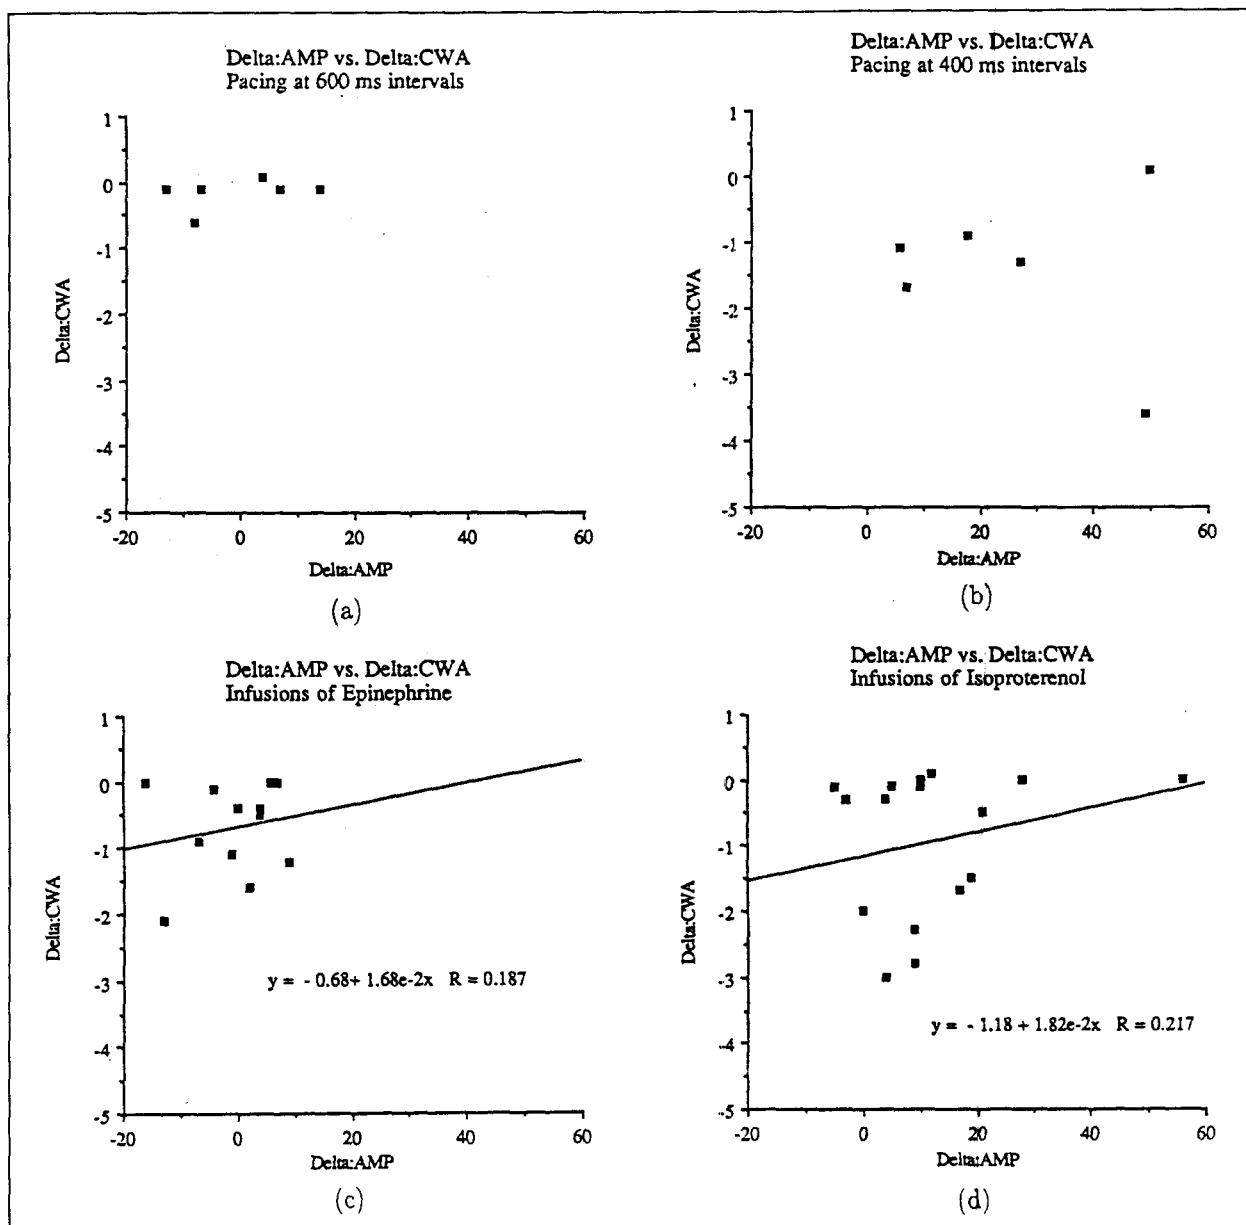 Delta:AMP vs. Delta:CWA
Pacing at 600 ms intervals
1
0
-1
-2
-3
-4
-5
Delta:CWA
-20
0
20
40
60
Delta:AMP
(a)
Delta:AMP vs. Delta:CWA
Pacing at 400 ms intervals
1
0
-1
-2
-3
-4
-5
Delta:CWA
-20
0
20
40
60
Delta:AMP
(b)
Delta:AMP vs. Delta:CWA
Infusions of Epinephrine
1
0
-1
-2
-3
-4
-5
Delta:CWA
y = - 0.68+ 1.68e-2x R = 0.187
-20
0
20
40
60
Delta:AMP
(c)
Delta:AMP vs. Delta:CWA
Infusions of Isoproterenol
1
0
-1
-2
-3
-4
-5
Delta:CWA
y = - 1.18 + 1.82e-2x R = 0.217
-20
0
20
40
60
Delta:AMP
(d)